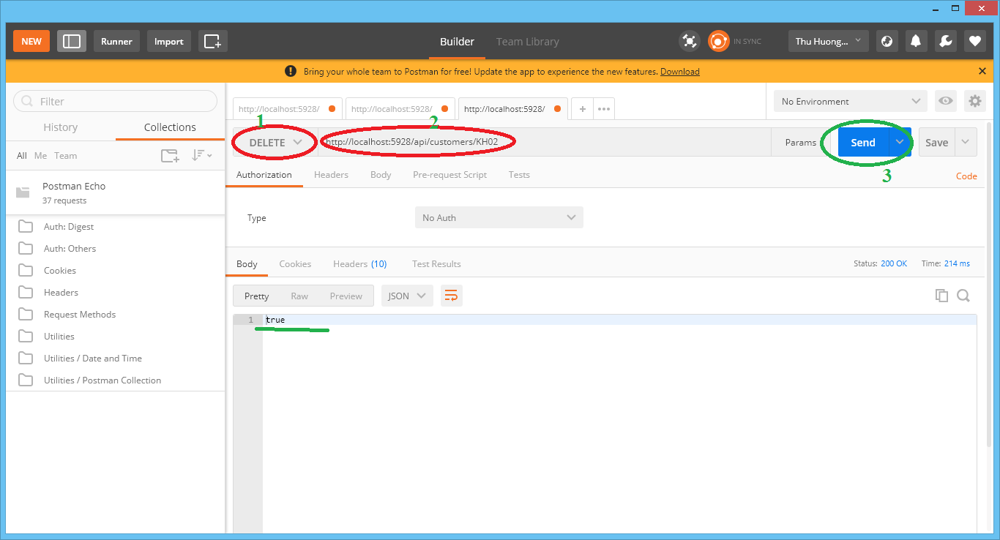 NEW Runner Import Builder Team Library IN SYNC Thu Huong...
! Bring your whole team to Postman for free! Update the app to experience the new features. Download
Filter
http://localhost:5928/ http://localhost:5928/ http://localhost:5928/ + No Environment
History Collections
1 2
DELETE http://localhost:5928/api/customers/KH02 Params Send Save
All Me Team
3
Authorization Headers Body Pre-request Script Tests Code
Postman Echo
37 requests
Type No Auth
Auth: Digest
Auth: Others
Cookies
Headers
Request Methods
Utilities
Utilities / Date and Time
Utilities / Postman Collection
Body Cookies Headers (10) Test Results Status: 200 OK Time: 214 ms
Pretty Raw Preview JSON
1 true